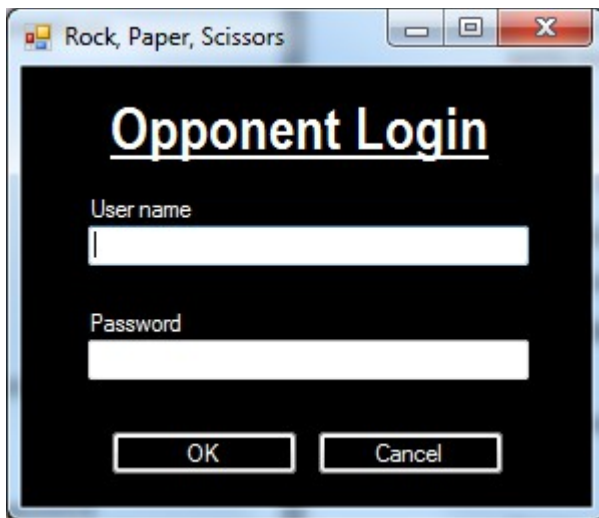 Rock, Paper, Scissors
Opponent Login
User name
Password
OK Cancel